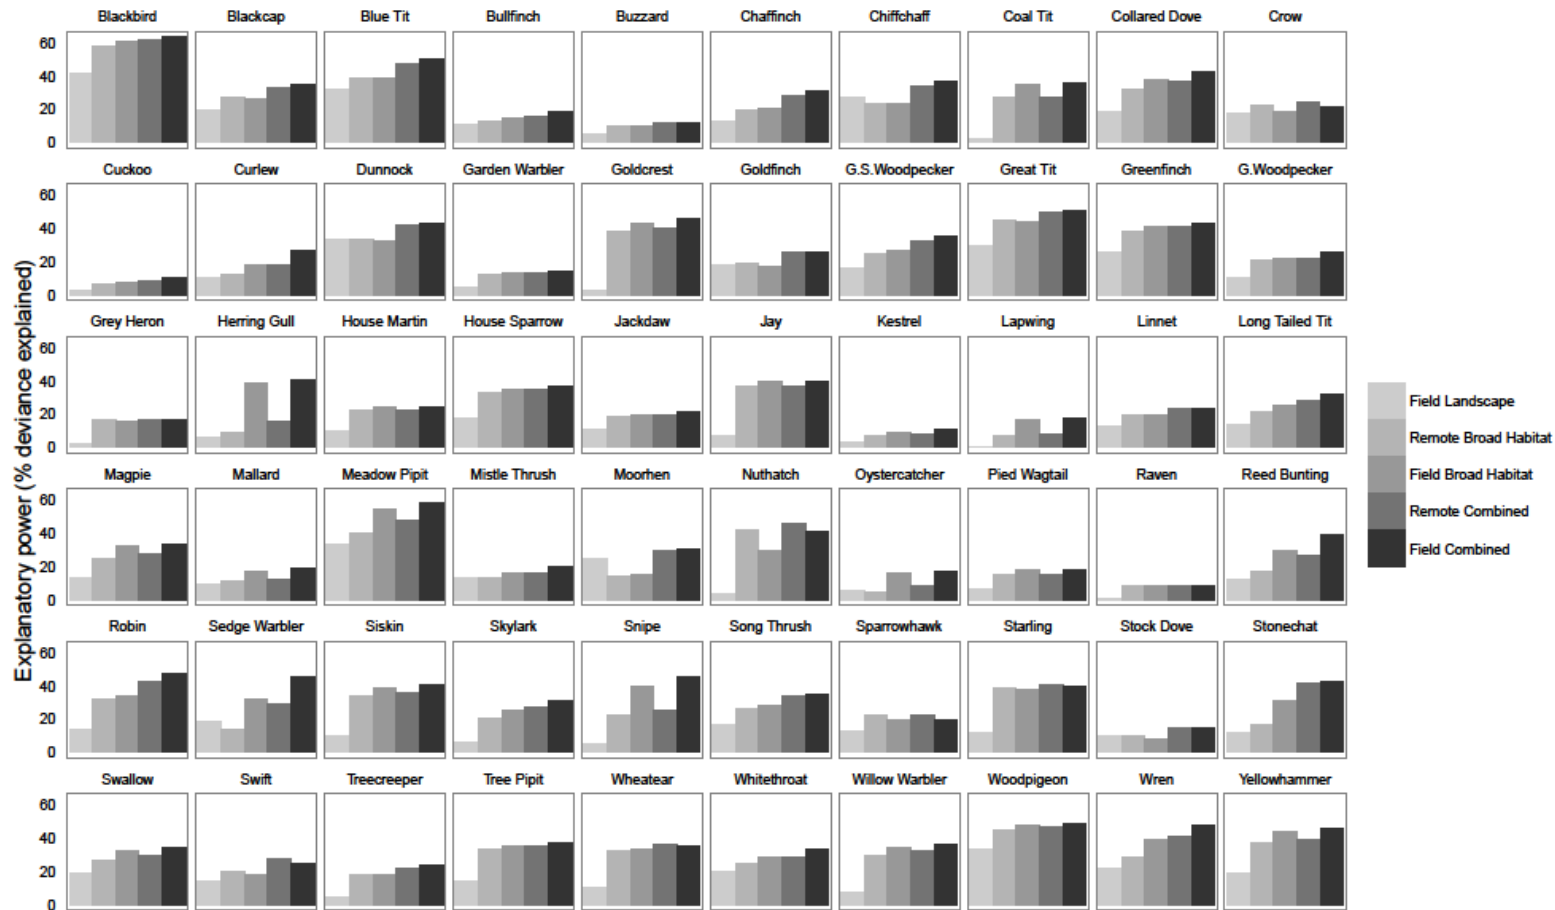 Blackbird Blackcap Blue Tit Bullfinch Buzzard Chaffinch Chiffchaff Coal Tit Collared Dove Crow
60
40
20
0
Cuckoo Curlew Dunnock Garden Warbler Goldcrest Goldfinch G.S.Woodpecker Great Tit Greenfinch G.Woodpecker
60
40
20
0
Grey Heron Herring Gull House Martin House Sparrow Jackdaw Jay Kestrel Lapwing Linnet Long Tailed Tit
60
40
20
0
Magpie Mallard Meadow Pipit Mistle Thrush Moorhen Nuthatch Oystercatcher Pied Wagtail Raven Reed Bunting
60
40
20
0
Robin Sedge Warbler Siskin Skylark Snipe Song Thrush Sparrowhawk Starling Stock Dove Stonechat
60
40
20
0
Swallow Swift Treecreeper Tree Pipit Wheatear Whitethroat Willow Warbler Woodpigeon Wren Yellowhammer
60
40
20
0
Explanatory power (% deviance explained)
Field Landscape
Remote Broad Habitat
Field Broad Habitat
Remote Combined
Field Combined